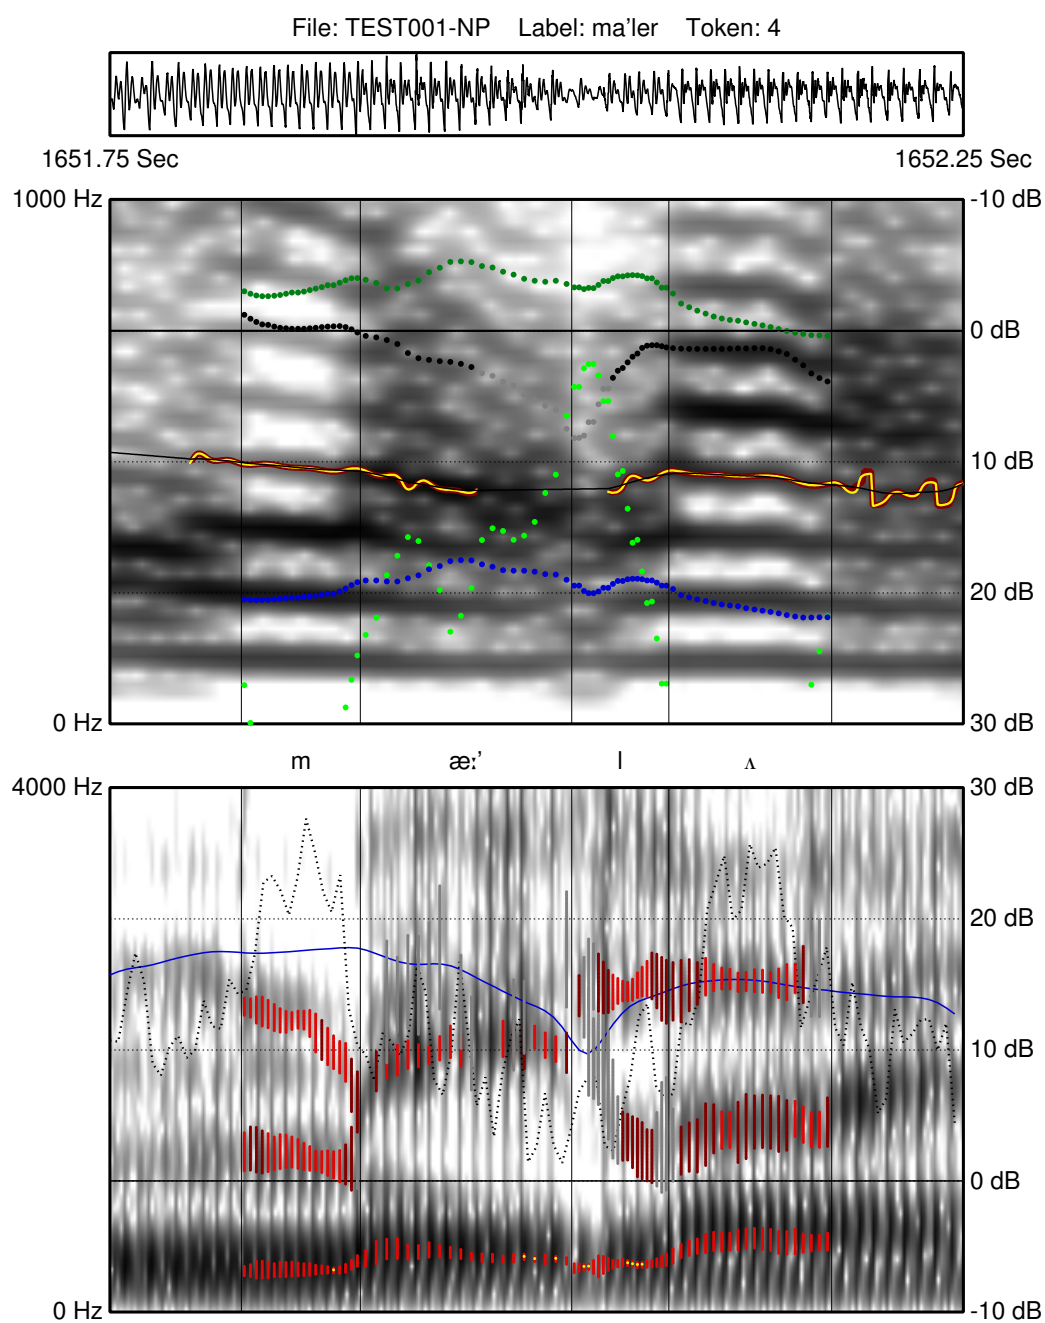 File: TEST001-NP Label: ma'ler Token: 4
1651.75 Sec 1652.25 Sec
1000 Hz -10 dB
0 dB
10 dB
20 dB
0 Hz 30 dB
m æː' l ʌ
4000 Hz 30 dB
20 dB
10 dB
0 dB
0 Hz -10 dB